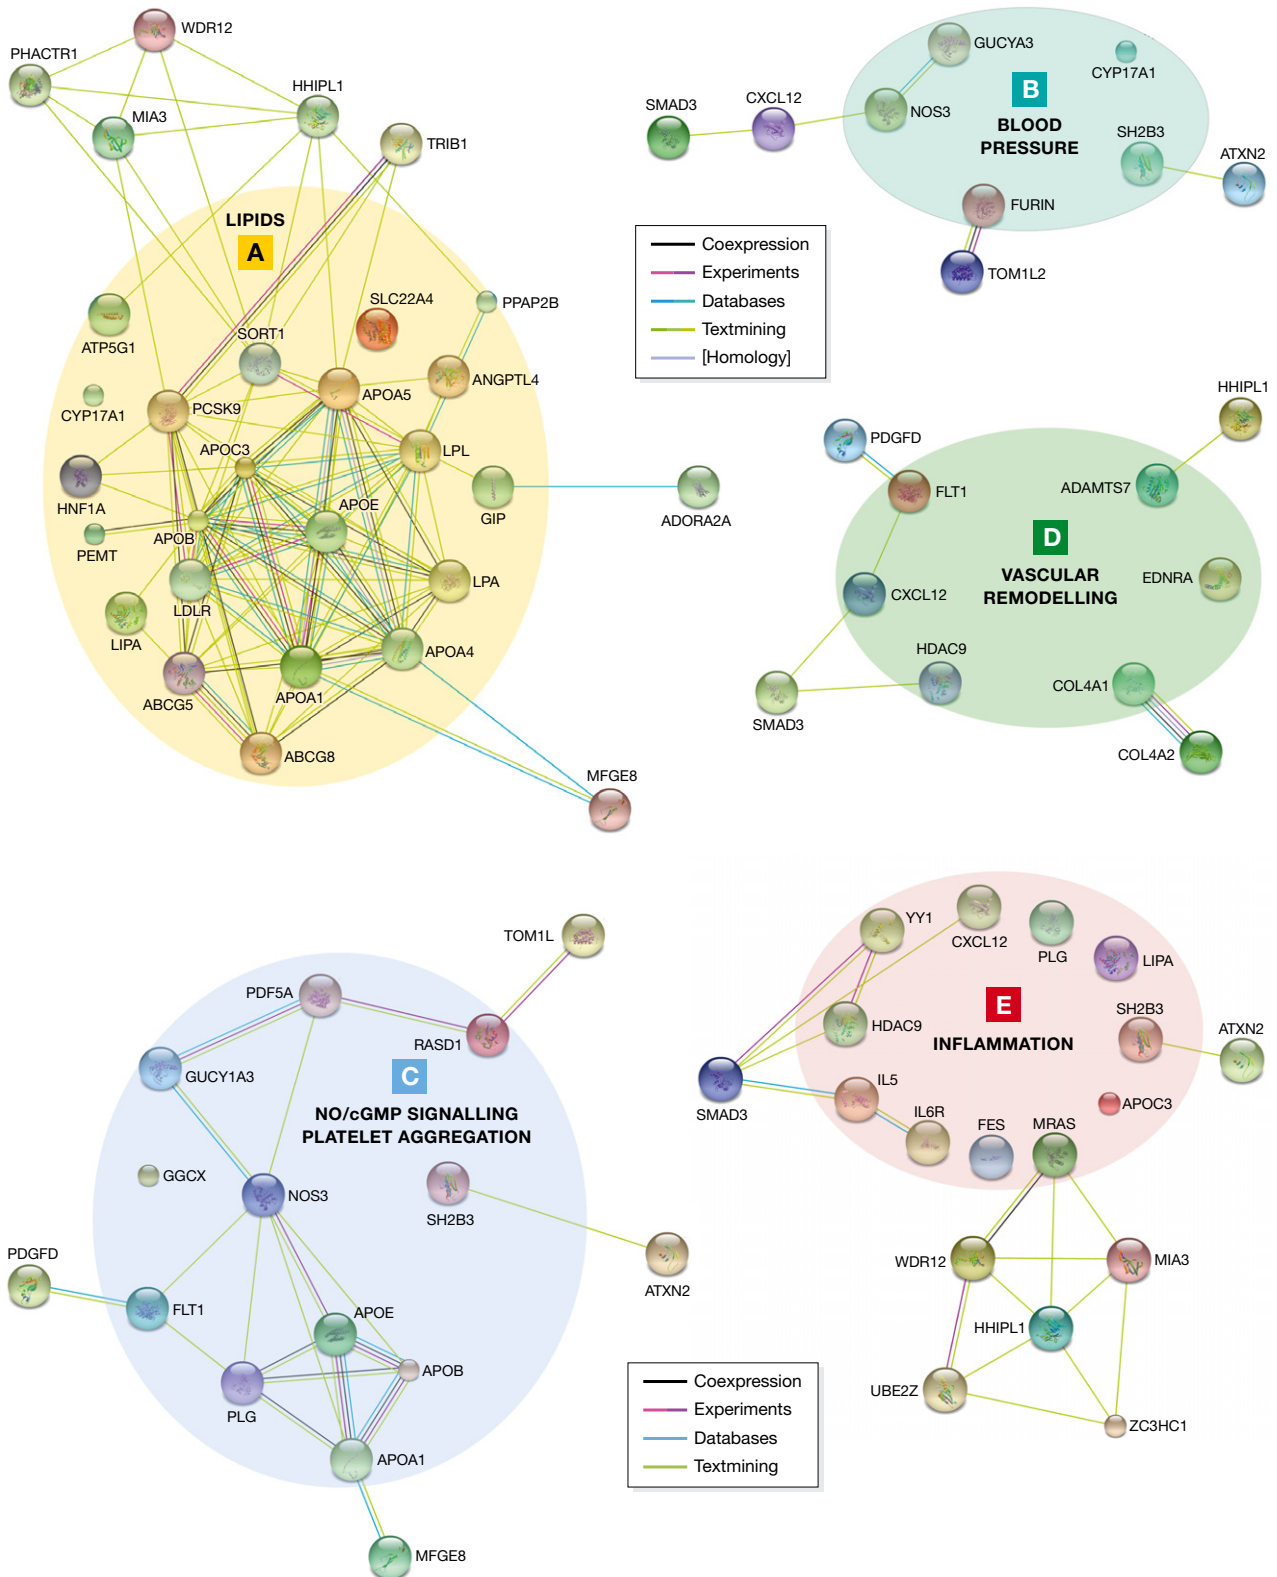 WDR12
PHACTR1
HHIPL1
MIA3
TRIB1
LIPIDS
A
SLC22A4
PPAP2B
ATP5G1
SORT1
ANGPTL4
APOA5
CYP17A1
PCSK9
APOC3
LPL
HNF1A
APOE
GIP
ADORA2A
APOB
PEMT
LPA
LDLR
LIPA
APOA4
ABCG5
APOA1
ABCG8
MFGE8
GUCYA3
CYP17A1
B
BLOOD
PRESSURE
SMAD3
CXCL12
NOS3
SH2B3
ATXN2
FURIN
TOM1L2
Coexpression
Experiments
Databases
Textmining
[Homology]
HHIPL1
PDGFD
FLT1
ADAMTS7
D
VASCULAR
REMODELLING
EDNRA
CXCL12
HDAC9
COL4A1
SMAD3
COL4A2
TOM1L
PDF5A
RASD1
GUCY1A3
C
NO/cGMP SIGNALLING
PLATELET AGGREGATION
GGCX
NOS3
SH2B3
PDGFD
ATXN2
FLT1
APOE
APOB
PLG
APOA1
MFGE8
YY1
CXCL12
PLG
LIPA
E
INFLAMMATION
HDAC9
SH2B3
ATXN2
SMAD3
IL5
IL6R
FES
MRAS
APOC3
WDR12
MIA3
HHIPL1
UBE2Z
ZC3HC1
Coexpression
Experiments
Databases
Textmining